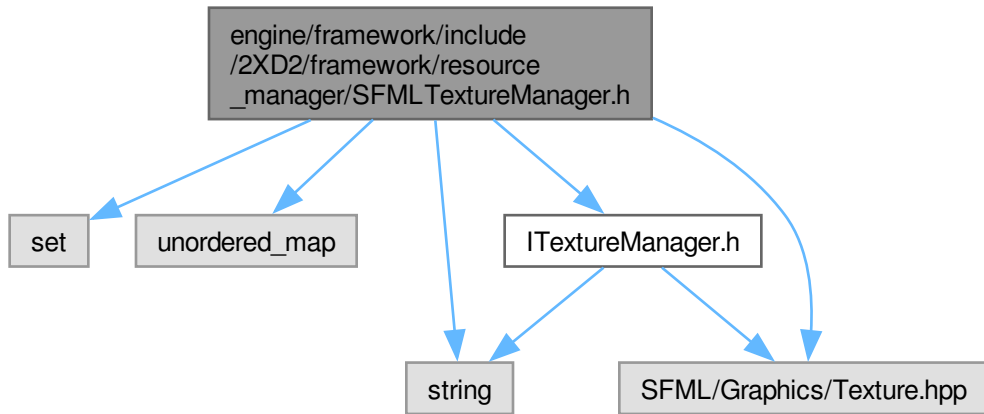 engine/framework/include
/2XD2/framework/resource
_manager/SFMLTextureManager.h
set
unordered_map
ITextureManager.h
string
SFML/Graphics/Texture.hpp